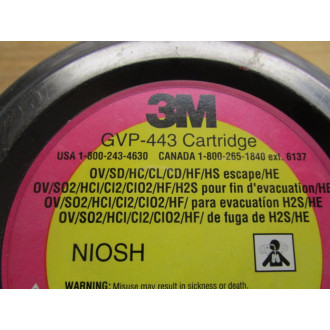 3M
GVP-443 Cartridge
USA 1-800-243-4630 CANADA 1-800-265-1840 ext. 6137
OV/SD/HC/CL/CD/HF/HS escape/HE
OV/SO2/HCI/Cl2/ClO2/HF/H2S pour fin d'evacuation/HE
OV/SO2/HCI/Cl2/ClO2/HF/ para evacuation H2S/HE
OV/SO2/HCI/Cl2/ClO2/HF/ de fuga de H2S/HE
NIOSH
WARNING: Misuse may result in sickness or death.